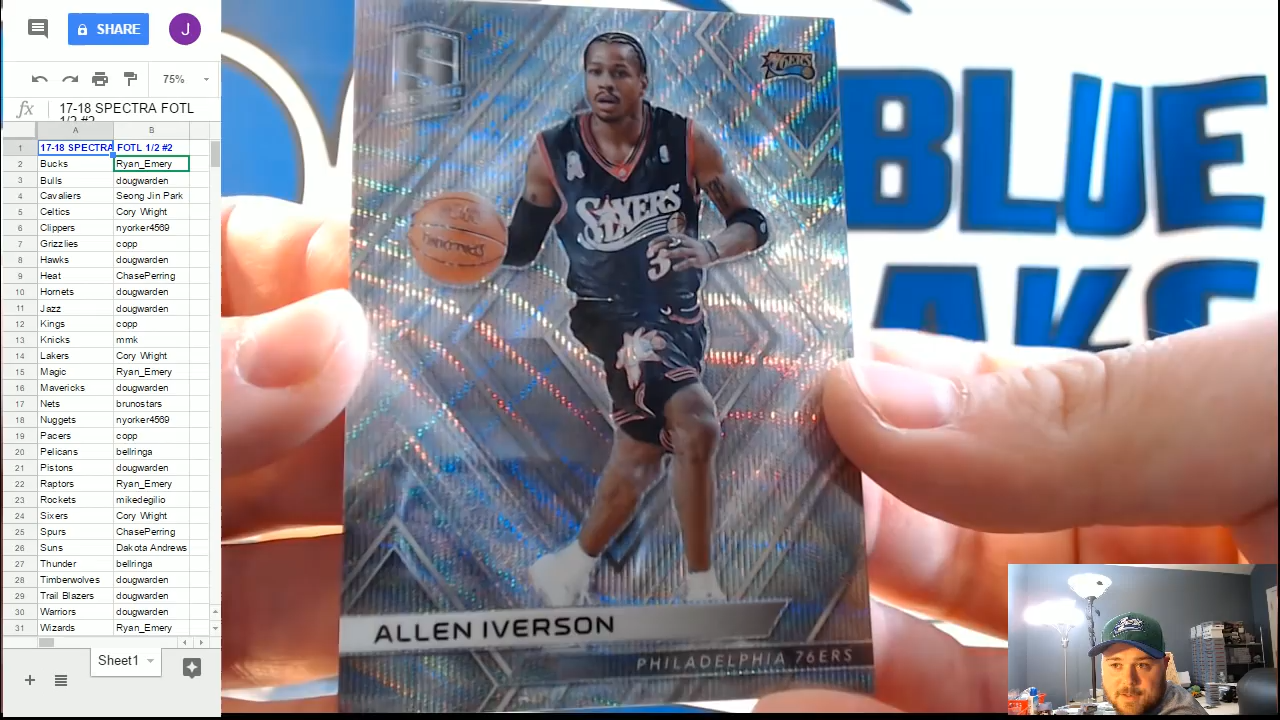 SHARE
J
75%
fx
17-18 SPECTRA FOTL
1/2 #2
A B
1 17-18 SPECTRA FOTL 1/2 #2
2 Bucks Ryan_Emery
3 Bulls dougwarden
4 Cavaliers Seong Jin Park
5 Celtics Cory Wright
6 Clippers nyorker4569
7 Grizzlies copp
8 Hawks dougwarden
9 Heat ChasePerring
10 Hornets dougwarden
11 Jazz dougwarden
12 Kings copp
13 Knicks mmk
14 Lakers Cory Wright
15 Magic Ryan_Emery
16 Mavericks dougwarden
17 Nets brunostars
18 Nuggets nyorker4569
19 Pacers copp
20 Pelicans bellringa
21 Pistons dougwarden
22 Raptors Ryan_Emery
23 Rockets mikedegilio
24 Sixers Cory Wright
25 Spurs ChasePerring
26 Suns Dakota Andrews
27 Thunder bellringa
28 Timberwolves dougwarden
29 Trail Blazers dougwarden
30 Warriors dougwarden
31 Wizards Ryan_Emery
Sheet1
S
76ERS
SPALDING
SIXERS
3
ALLEN IVERSON
PHILADELPHIA 76ERS
BLUE